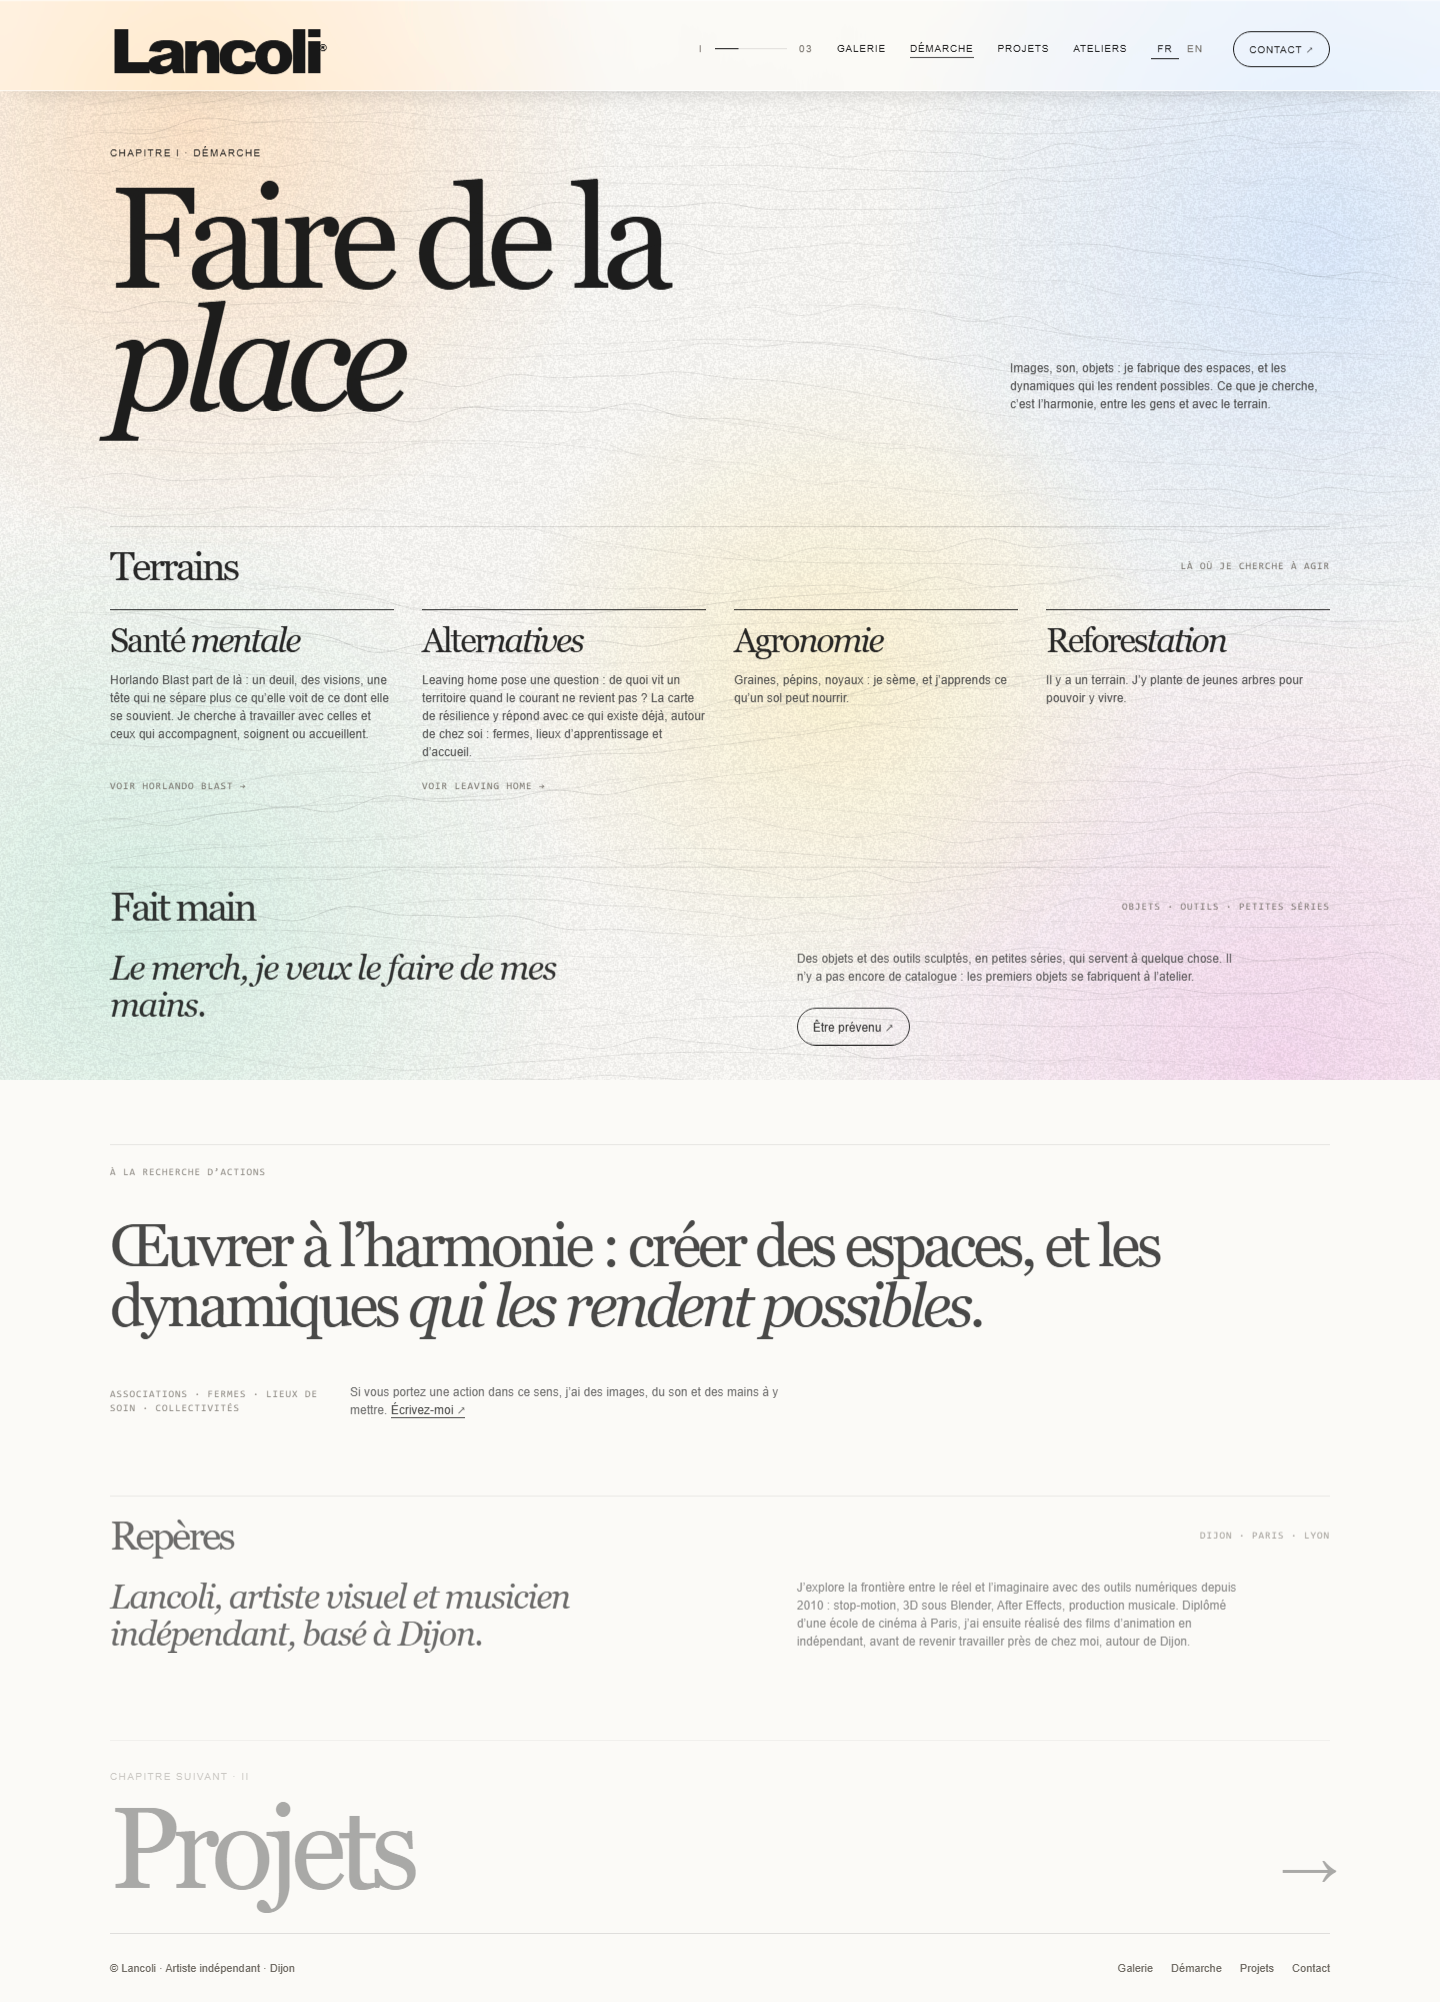 Lancoli®
I 03 GALERIE DÉMARCHE PROJETS ATELIERS FR EN CONTACT ↗
CHAPITRE I · DÉMARCHE
Faire de la
place
Images, son, objets : je fabrique des espaces, et les
dynamiques qui les rendent possibles. Ce que je cherche,
c’est l’harmonie, entre les gens et avec le terrain.
Terrains
LÀ OÙ JE CHERCHE À AGIR
Santé mentale
Horlando Blast part de là : un deuil, des visions, une
tête qui ne sépare plus ce qu’elle voit de ce dont elle
se souvient. Je cherche à travailler avec celles et
ceux qui accompagnent, soignent ou accueillent.
VOIR HORLANDO BLAST →
Alternatives
Leaving home pose une question : de quoi vit un
territoire quand le courant ne revient pas ? La carte
de résilience y répond avec ce qui existe déjà, autour
de chez soi : fermes, lieux d’apprentissage et
d’accueil.
VOIR LEAVING HOME →
Agronomie
Graines, pépins, noyaux : je sème, et j’apprends ce
qu’un sol peut nourrir.
Reforestation
Il y a un terrain. J’y plante de jeunes arbres pour
pouvoir y vivre.
Fait main
OBJETS · OUTILS · PETITES SÉRIES
Le merch, je veux le faire de mes
mains.
Des objets et des outils sculptés, en petites séries, qui servent à quelque chose. Il
n’y a pas encore de catalogue : les premiers objets se fabriquent à l’atelier.
Être prévenu ↗
À LA RECHERCHE D’ACTIONS
Œuvrer à l’harmonie : créer des espaces, et les
dynamiques qui les rendent possibles.
ASSOCIATIONS · FERMES · LIEUX DE
SOIN · COLLECTIVITÉS
Si vous portez une action dans ce sens, j’ai des images, du son et des mains à y
mettre. Écrivez-moi ↗
Repères
DIJON · PARIS · LYON
Lancoli, artiste visuel et musicien
indépendant, basé à Dijon.
J’explore la frontière entre le réel et l’imaginaire avec des outils numériques depuis
2010 : stop-motion, 3D sous Blender, After Effects, production musicale. Diplômé
d’une école de cinéma à Paris, j’ai ensuite réalisé des films d’animation en
indépendant, avant de revenir travailler près de chez moi, autour de Dijon.
CHAPITRE SUIVANT · II
Projets
→
© Lancoli · Artiste indépendant · Dijon
Galerie Démarche Projets Contact